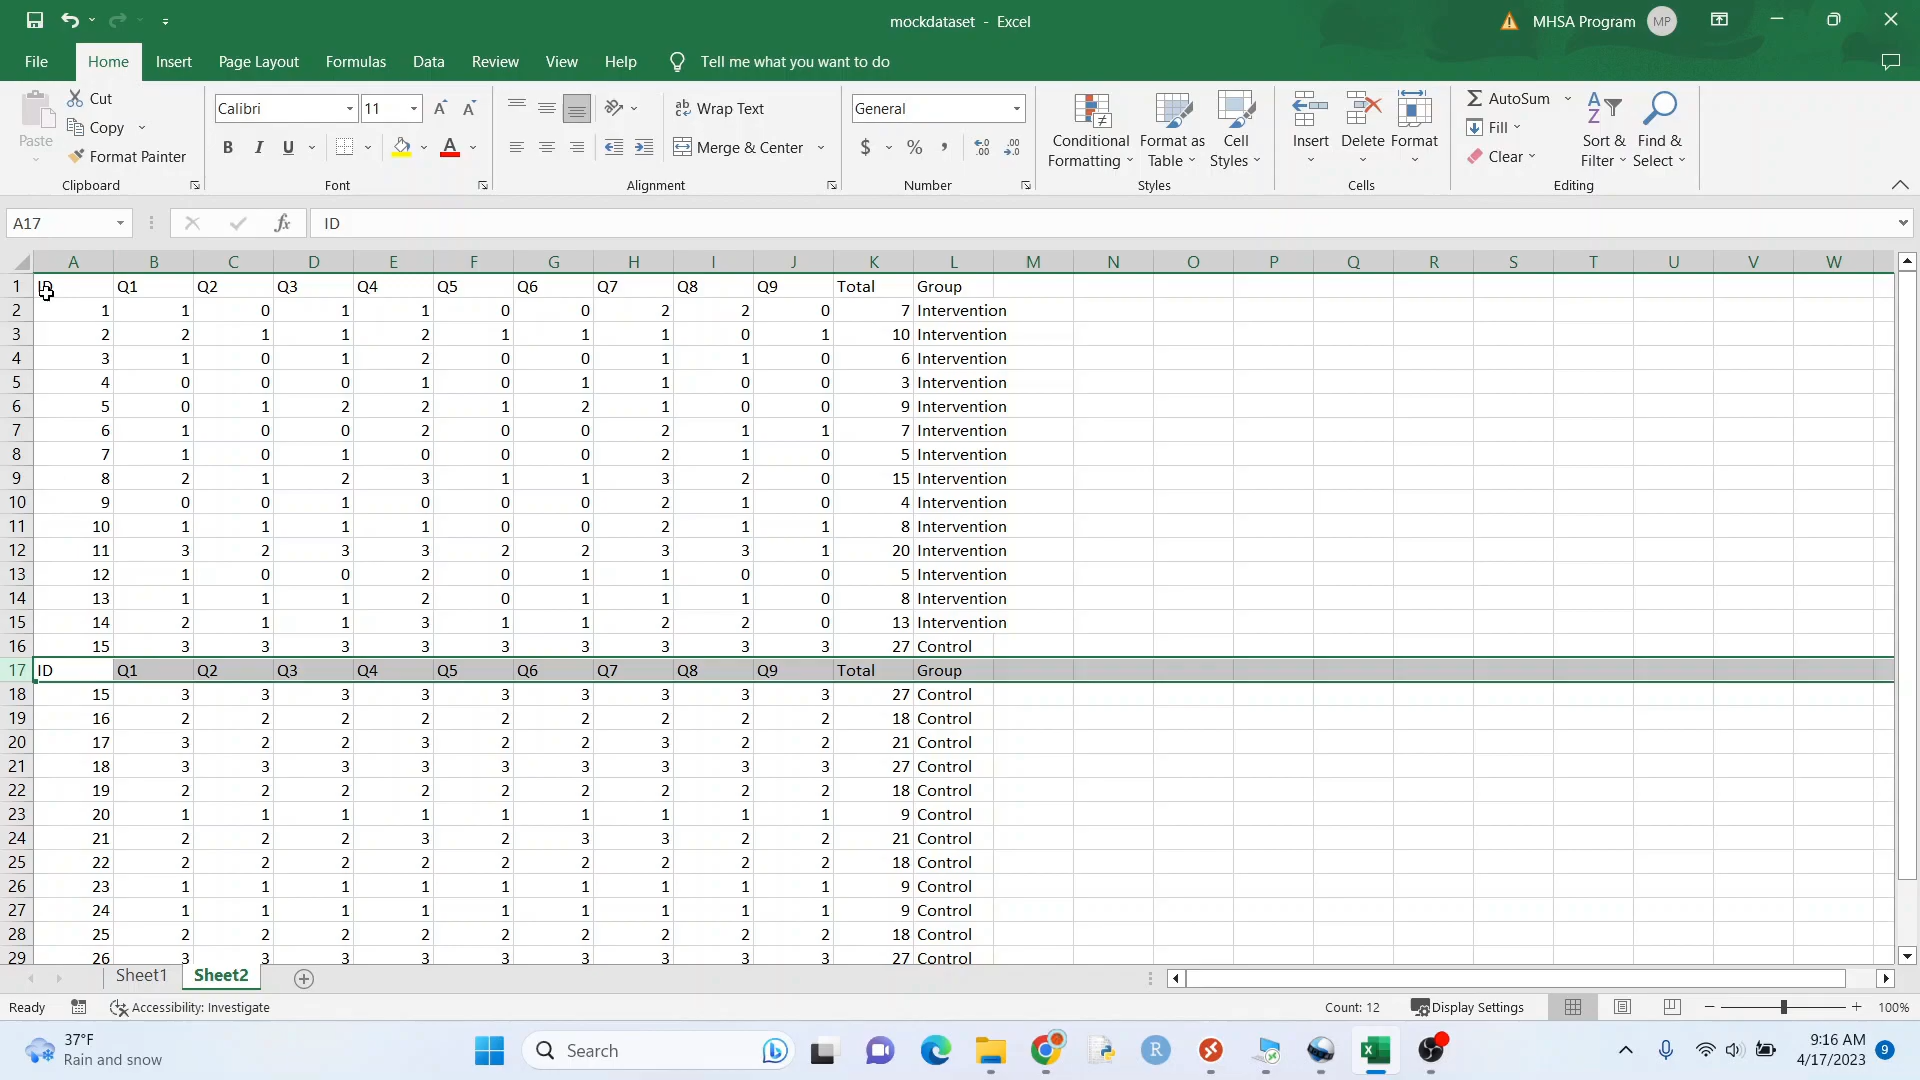 mockdataset - Excel
MHSA Program MP
File Home Insert Page Layout Formulas Data Review View Help Tell me what you want to do
Paste
Cut
Copy
Format Painter
Clipboard
Calibri 11
Font
Wrap Text
Merge & Center
Alignment
General
Number
Conditional Formatting
Format as Table
Cell Styles
Styles
Insert Delete Format
Cells
AutoSum
Fill
Clear
Sort & Filter
Find & Select
Editing
A17 fx ID
A B C D E F G H I J K L M N O P Q R S T U V W
1 ID Q1 Q2 Q3 Q4 Q5 Q6 Q7 Q8 Q9 Total Group
2 1 1 0 1 1 0 0 2 2 0 7 Intervention
3 2 2 1 1 2 1 1 1 0 1 10 Intervention
4 3 1 0 1 2 0 0 1 1 0 6 Intervention
5 4 0 0 0 1 0 1 1 0 0 3 Intervention
6 5 0 1 2 2 1 2 1 0 0 9 Intervention
7 6 1 0 0 2 0 0 2 1 1 7 Intervention
8 7 1 0 1 0 0 0 2 1 0 5 Intervention
9 8 2 1 2 3 1 1 3 2 0 15 Intervention
10 9 0 0 1 0 0 0 2 1 0 4 Intervention
11 10 1 1 1 1 0 0 2 1 1 8 Intervention
12 11 3 2 3 3 2 2 3 3 1 20 Intervention
13 12 1 0 0 2 0 1 1 0 0 5 Intervention
14 13 1 1 1 2 0 1 1 1 0 8 Intervention
15 14 2 1 1 3 1 1 2 2 0 13 Intervention
16 15 3 3 3 3 3 3 3 3 3 27 Control
17 ID Q1 Q2 Q3 Q4 Q5 Q6 Q7 Q8 Q9 Total Group
18 15 3 3 3 3 3 3 3 3 3 27 Control
19 16 2 2 2 2 2 2 2 2 2 18 Control
20 17 3 2 2 3 2 2 3 2 2 21 Control
21 18 3 3 3 3 3 3 3 3 3 27 Control
22 19 2 2 2 2 2 2 2 2 2 18 Control
23 20 1 1 1 1 1 1 1 1 1 9 Control
24 21 2 2 2 3 2 3 3 2 2 21 Control
25 22 2 2 2 2 2 2 2 2 2 18 Control
26 23 1 1 1 1 1 1 1 1 1 9 Control
27 24 1 1 1 1 1 1 1 1 1 9 Control
28 25 2 2 2 2 2 2 2 2 2 18 Control
29 26 3 3 3 3 3 3 3 3 3 27 Control
Sheet1 Sheet2
Ready Accessibility: Investigate Count: 12 Display Settings 100%
37°F
Rain and snow
Search
9:16 AM
4/17/2023 9